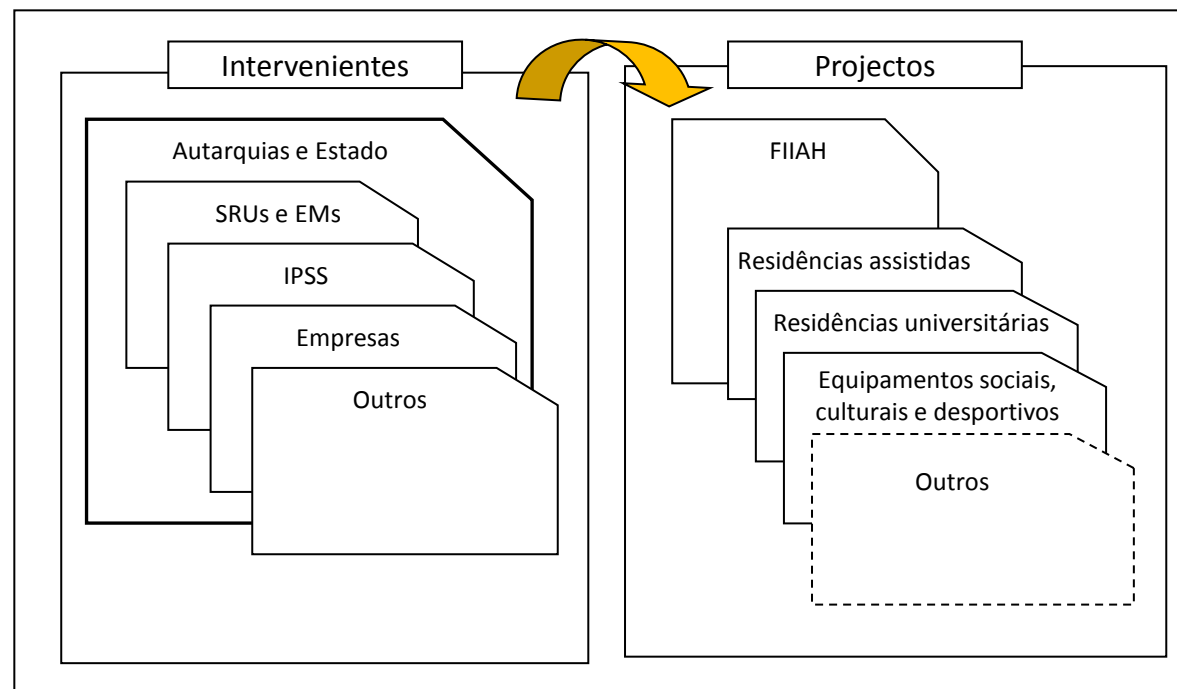 Intervenientes
Autarquias e Estado
SRUs e EMs
IPSS
Empresas
Outros
Projectos
FIIAH
Residências assistidas
Residências universitárias
Equipamentos sociais,
culturais e desportivos
Outros